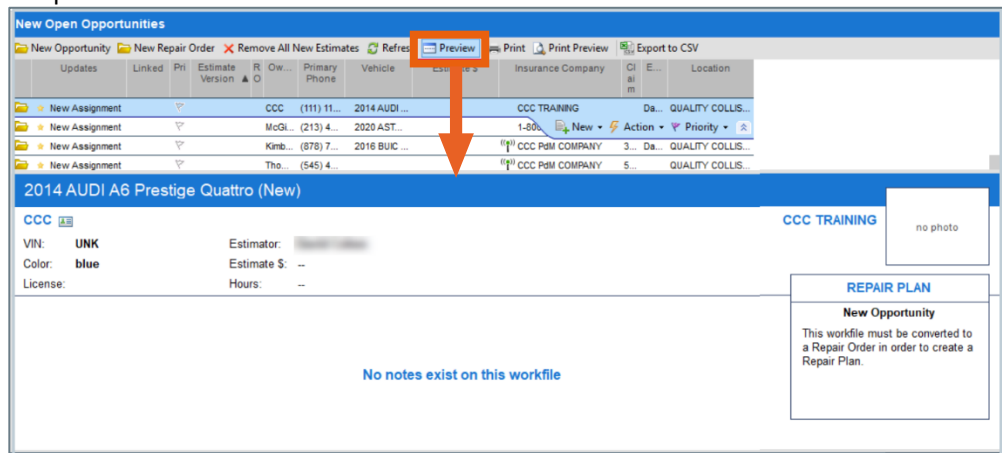 New Open Opportunities
New Opportunity New Repair Order Remove All New Estimates Refres Preview Print Print Preview Export to CSV
Updates Linked Pri Estimate Version R O Ow... Primary Phone Vehicle Insurance Company Cl ai m E... Location
New Assignment CCC (111) 11... 2014 AUDI ... CCC TRAINING Da... QUALITY COLLIS...
New Assignment McGi... (213) 4... 2020 AST... New Action Priority
New Assignment Kimb... (878) 7... 2016 BUIC ... CCC PdM COMPANY 3... Da... QUALITY COLLIS...
New Assignment Tho... (545) 4... CCC PdM COMPANY 5... QUALITY COLLIS...
2014 AUDI A6 Prestige Quattro (New)
CCC CCC TRAINING no photo
VIN: UNK Estimator:
Color: blue Estimate $: --
License: Hours: --
REPAIR PLAN
New Opportunity
This workfile must be converted to
a Repair Order in order to create a
Repair Plan.
No notes exist on this workfile